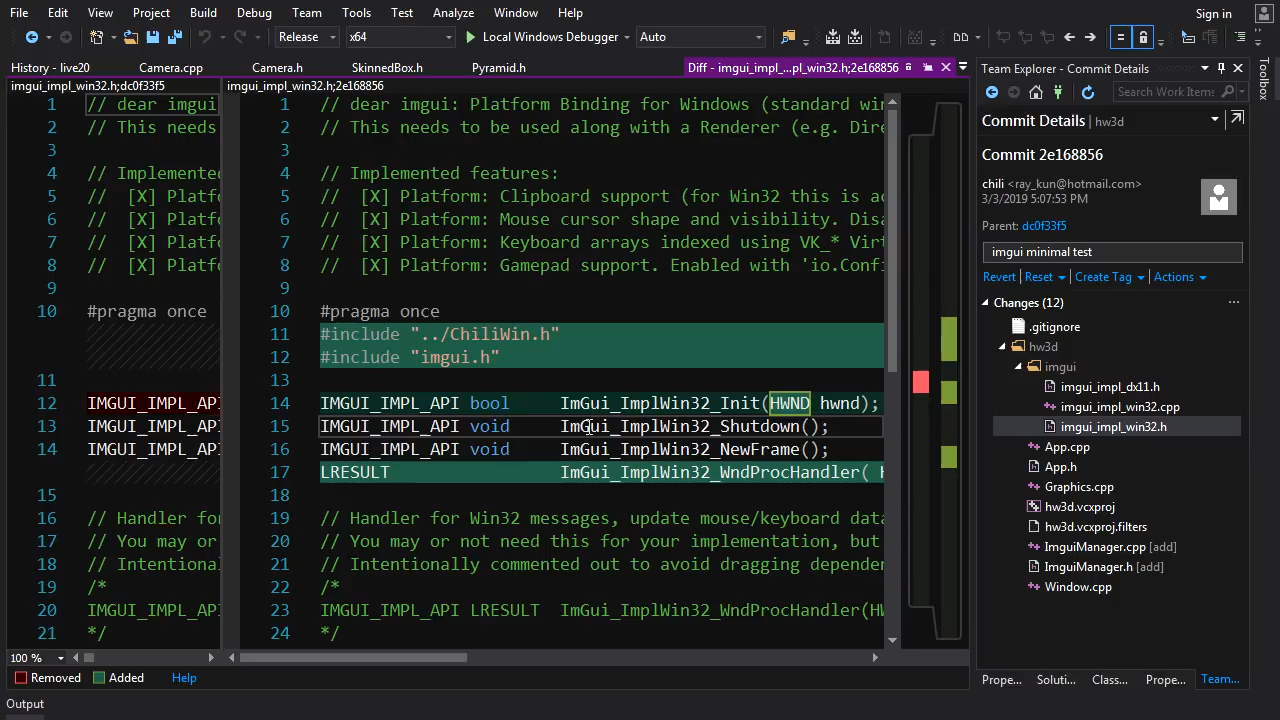 File Edit View Project Build Debug Team Tools Test Analyze Window Help Sign in
Release x64 Local Windows Debugger Auto
History - live20 Camera.cpp Camera.h SkinnedBox.h Pyramid.h Diff - imgui_impl_...pl_win32.h;2e168856
imgui_impl_win32.h;dc0f33f5
1 // dear imgui
2 // This needs
3
4 // Implemented
5 // [X] Platfo
6 // [X] Platfo
7 // [X] Platfo
8 // [X] Platfo
9
10 #pragma once
11
12 IMGUI_IMPL_API
13 IMGUI_IMPL_API
14 IMGUI_IMPL_API
15
16 // Handler fo
17 // You may or
18 // Intentional
19 /*
20 IMGUI_IMPL_API
21 */
imgui_impl_win32.h;2e168856
1 // dear imgui: Platform Binding for Windows (standard win
2 // This needs to be used along with a Renderer (e.g. Dire
3
4 // Implemented features:
5 // [X] Platform: Clipboard support (for Win32 this is ac
6 // [X] Platform: Mouse cursor shape and visibility. Disa
7 // [X] Platform: Keyboard arrays indexed using VK_* Virt
8 // [X] Platform: Gamepad support. Enabled with 'io.Confi
9
10 #pragma once
11 #include "../ChiliWin.h"
12 #include "imgui.h"
13
14 IMGUI_IMPL_API bool ImGui_ImplWin32_Init(HWND hwnd);
15 IMGUI_IMPL_API void ImGui_ImplWin32_Shutdown();
16 IMGUI_IMPL_API void ImGui_ImplWin32_NewFrame();
17 LRESULT ImGui_ImplWin32_WndProcHandler( H
18
19 // Handler for Win32 messages, update mouse/keyboard data
20 // You may or not need this for your implementation, but
21 // Intentionally commented out to avoid dragging depender
22 /*
23 IMGUI_IMPL_API LRESULT ImGui_ImplWin32_WndProcHandler(HW
24 */
100 %
Removed Added Help
Output
Team Explorer - Commit Details
Search Work Items
Commit Details | hw3d
Commit 2e168856
chili <ray_kun@hotmail.com>
3/3/2019 5:07:53 PM
Parent: dc0f33f5
imgui minimal test
Revert Reset Create Tag Actions
Changes (12)
.gitignore
hw3d
imgui
imgui_impl_dx11.h
imgui_impl_win32.cpp
imgui_impl_win32.h
App.cpp
App.h
Graphics.cpp
hw3d.vcxproj
hw3d.vcxproj.filters
ImguiManager.cpp [add]
ImguiManager.h [add]
Window.cpp
Prope... Soluti... Class... Prope... Team...
Toolbox